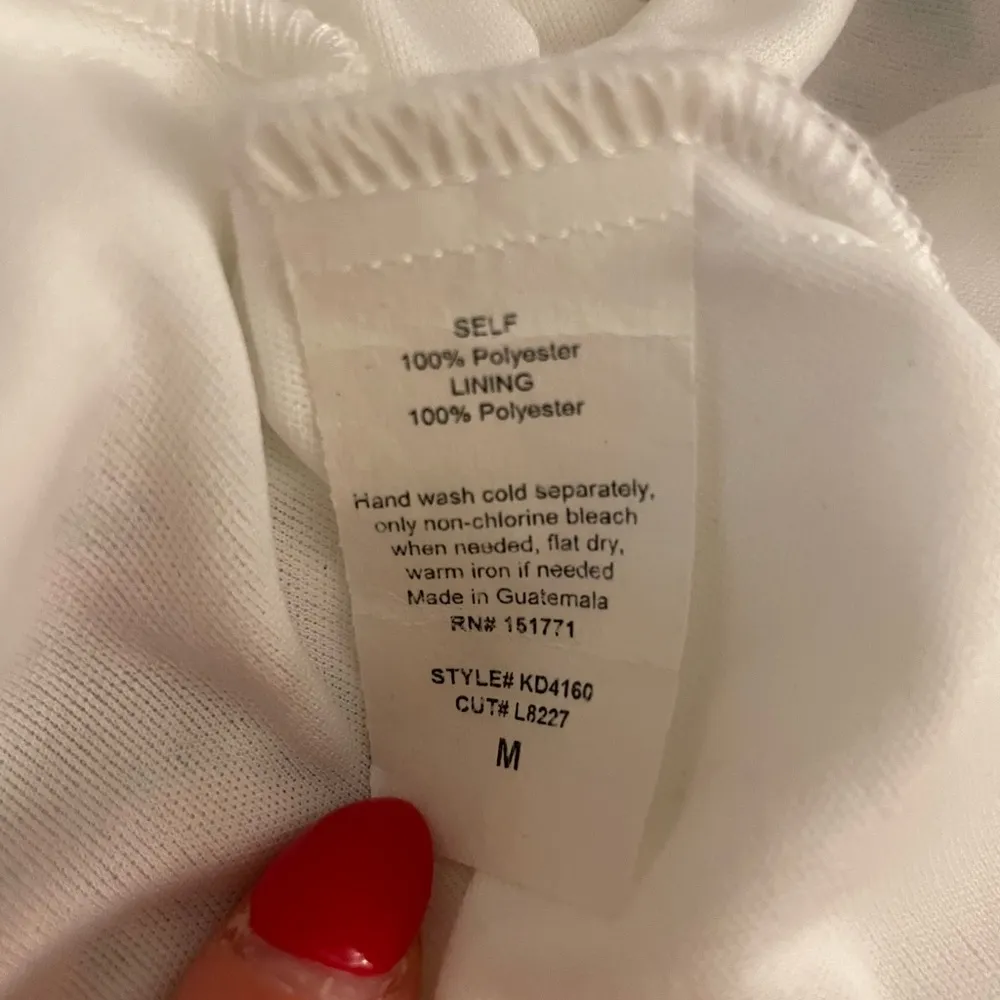 SELF
100% Polyester
LINING
100% Polyester
Hand wash cold separately,
only non-chlorine bleach
when needed, flat dry,
warm iron if needed
Made in Guatemala
RN# 151771
STYLE# KD4160
CUT# L8227
M